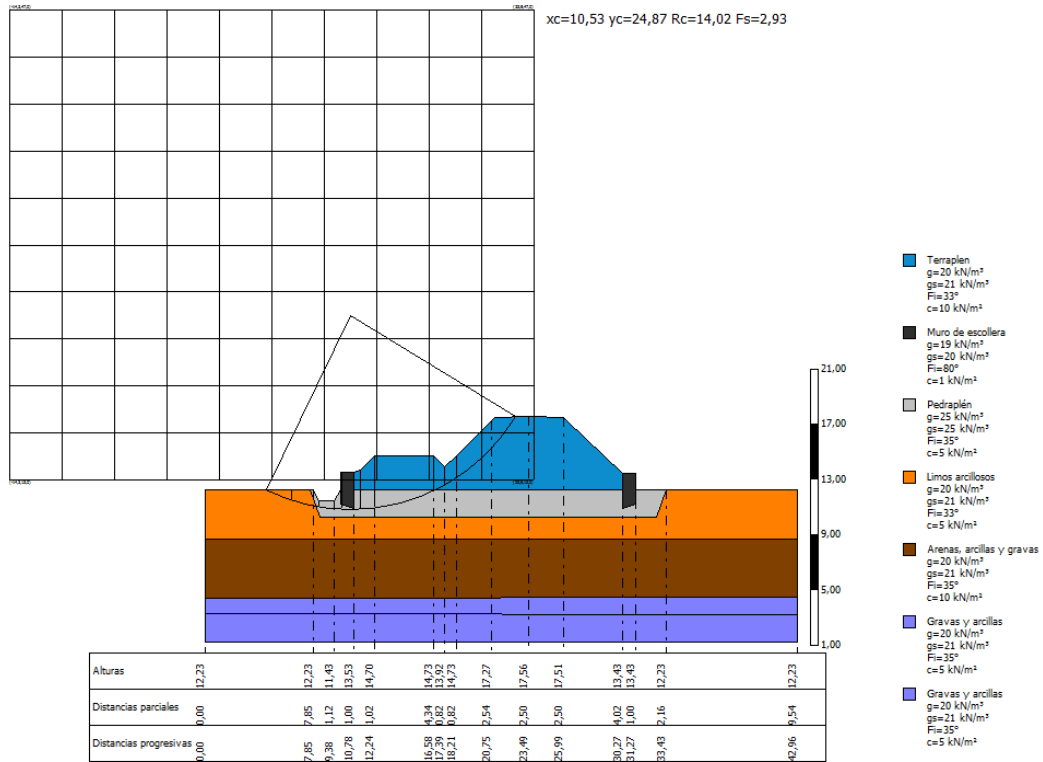 xc=10,53 yc=24,87 Rc=14,02 Fs=2,93
Terraplen
g=20 kN/m³
gs=21 kN/m³
Fi=33°
c=10 kN/m²
Muro de escollera
g=19 kN/m³
gs=20 kN/m³
Fi=80°
c=1 kN/m²
Pedraplén
g=25 kN/m³
gs=25 kN/m³
Fi=35°
c=5 kN/m²
Limos arcillosos
g=20 kN/m³
gs=21 kN/m³
Fi=33°
c=5 kN/m²
Arenas, arcillas y gravas
g=20 kN/m³
gs=21 kN/m³
Fi=35°
c=10 kN/m²
Gravas y arcillas
g=20 kN/m³
gs=21 kN/m³
Fi=35°
c=5 kN/m²
Gravas y arcillas
g=20 kN/m³
gs=21 kN/m³
Fi=35°
c=5 kN/m²
21,00
17,00
13,00
9,00
5,00
1,00
Alturas 12,23 12,23 11,43 13,53 14,70 14,73 13,92 14,73 17,27 17,56 17,51 13,43 13,43 12,23 12,23
Distancias parciales 0,00 7,85 1,12 1,00 1,02 4,34 0,82 0,82 2,54 2,50 2,50 4,02 1,00 2,16 9,54
Distancias progresivas 0,00 7,85 9,38 10,78 12,24 16,58 17,39 18,21 20,75 23,49 25,99 30,27 31,27 33,43 42,96